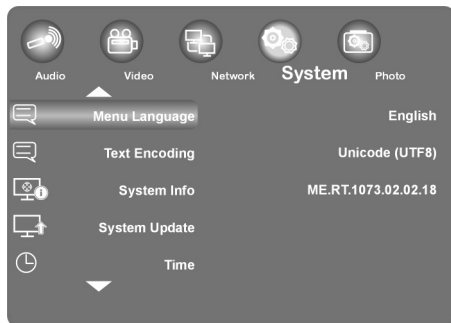 Audio Video Network System Photo
Menu Language English
Text Encoding Unicode (UTF8)
System Info ME.RT.1073.02.02.18
System Update
Time